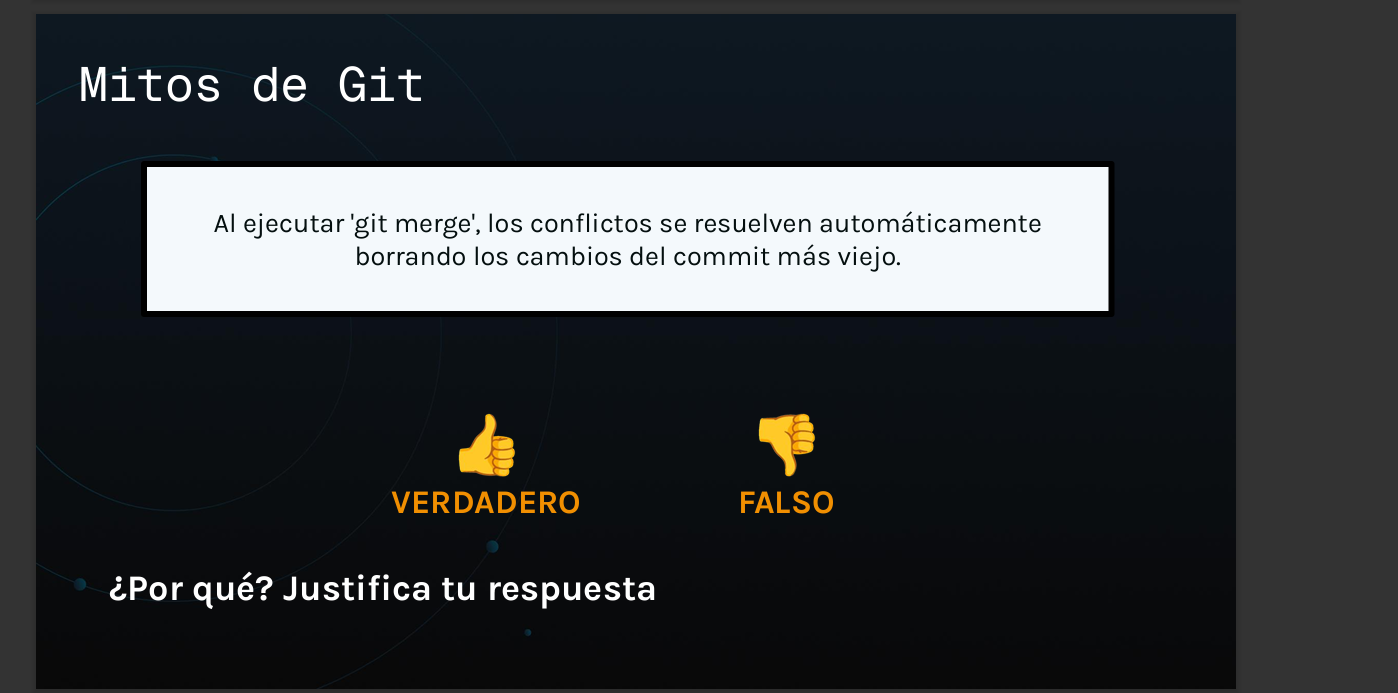 Mitos de Git
Al ejecutar 'git merge', los conflictos se resuelven automáticamente
borrando los cambios del commit más viejo.
VERDADERO
FALSO
¿Por qué? Justifica tu respuesta